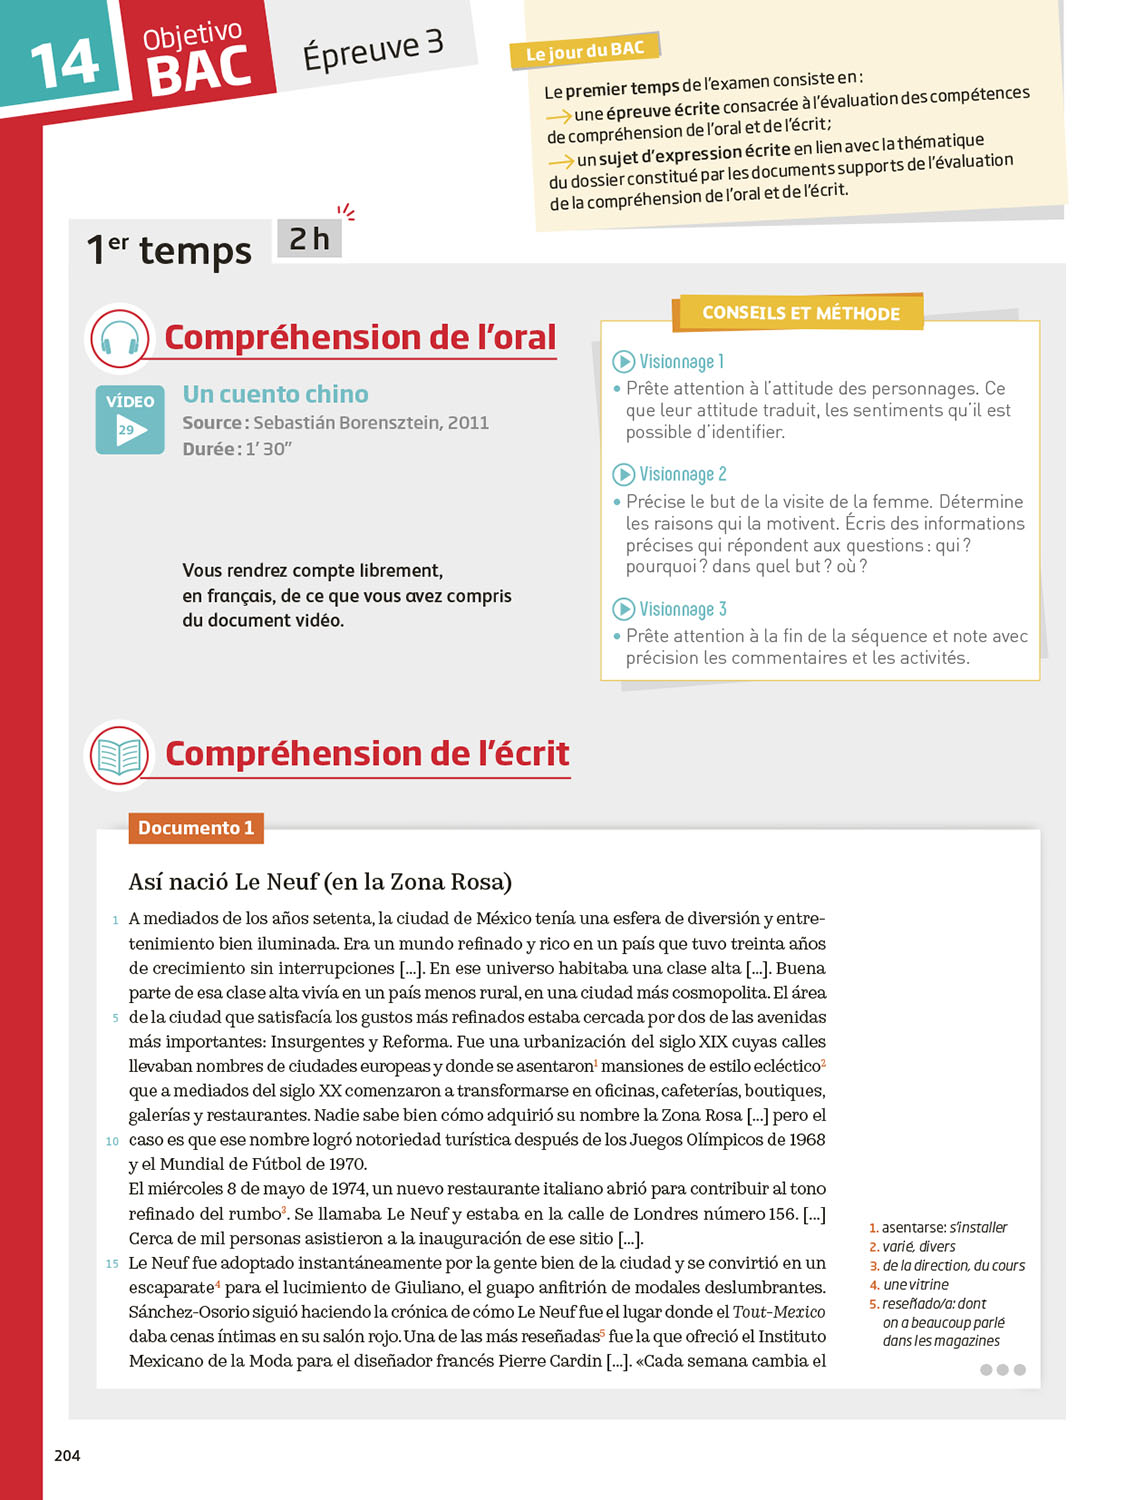 14
Objetivo
BAC
Épreuve 3
Le jour du BAC
Le premier temps de l'examen consiste en :
une épreuve écrite consacrée à l'évaluation des compétences
de compréhension de l'oral et de l'écrit ;
un sujet d'expression écrite en lien avec la thématique
du dossier constitué par les documents supports de l'évaluation
de la compréhension de l'oral et de l'écrit.
1er temps
2 h
Compréhension de l'oral
VÍDEO
29
Un cuento chino
Source : Sebastián Borensztein, 2011
Durée : 1' 30"
Vous rendrez compte librement,
en français, de ce que vous avez compris
du document vidéo.
CONSEILS ET MÉTHODE
Visionnage 1
• Prête attention à l'attitude des personnages. Ce
que leur attitude traduit, les sentiments qu'il est
possible d'identifier.
Visionnage 2
• Précise le but de la visite de la femme. Détermine
les raisons qui la motivent. Écris des informations
précises qui répondent aux questions : qui ?
pourquoi ? dans quel but ? où ?
Visionnage 3
• Prête attention à la fin de la séquence et note avec
précision les commentaires et les activités.
Compréhension de l'écrit
Documento 1
Así nació Le Neuf (en la Zona Rosa)
1 A mediados de los años setenta, la ciudad de México tenía una esfera de diversión y entre-
tenimiento bien iluminada. Era un mundo refinado y rico en un país que tuvo treinta años
de crecimiento sin interrupciones [...]. En ese universo habitaba una clase alta [...]. Buena
parte de esa clase alta vivía en un país menos rural, en una ciudad más cosmopolita. El área
5 de la ciudad que satisfacía los gustos más refinados estaba cercada por dos de las avenidas
más importantes: Insurgentes y Reforma. Fue una urbanización del siglo XIX cuyas calles
llevaban nombres de ciudades europeas y donde se asentaron1 mansiones de estilo ecléctico2
que a mediados del siglo XX comenzaron a transformarse en oficinas, cafeterías, boutiques,
galerías y restaurantes. Nadie sabe bien cómo adquirió su nombre la Zona Rosa [...] pero el
10 caso es que ese nombre logró notoriedad turística después de los Juegos Olímpicos de 1968
y el Mundial de Fútbol de 1970.
El miércoles 8 de mayo de 1974, un nuevo restaurante italiano abrió para contribuir al tono
refinado del rumbo3. Se llamaba Le Neuf y estaba en la calle de Londres número 156. [...]
Cerca de mil personas asistieron a la inauguración de ese sitio [...].
15 Le Neuf fue adoptado instantáneamente por la gente bien de la ciudad y se convirtió en un
escaparate4 para el lucimiento de Giuliano, el guapo anfitrión de modales deslumbrantes.
Sánchez-Osorio siguió haciendo la crónica de cómo Le Neuf fue el lugar donde el Tout-Mexico
daba cenas íntimas en su salón rojo. Una de las más reseñadas5 fue la que ofreció el Instituto
Mexicano de la Moda para el diseñador francés Pierre Cardin [...]. «Cada semana cambia el
1. asentarse: s'installer
2. varié, divers
3. de la direction, du cours
4. une vitrine
5. reseñado/a: dont
on a beaucoup parlé
dans les magazines
204